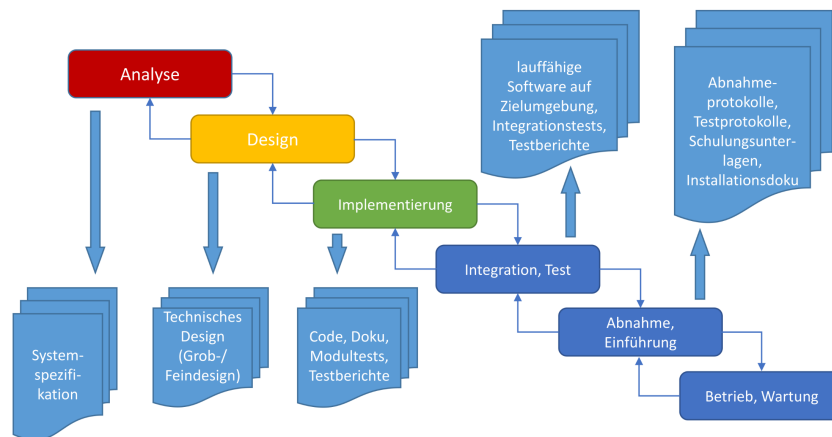 Analyse
Design
Implementierung
Integration, Test
Abnahme,
Einführung
Betrieb, Wartung
lauffähige
Software auf
Zielumgebung,
Integrationstests,
Testberichte
Abnahme-
protokolle,
Testprotokolle,
Schulungsunter-
lagen,
Installationsdoku
System-
spezifi-
kation
Technisches
Design
(Grob-/
Feindesign)
Code, Doku,
Modultests,
Testberichte